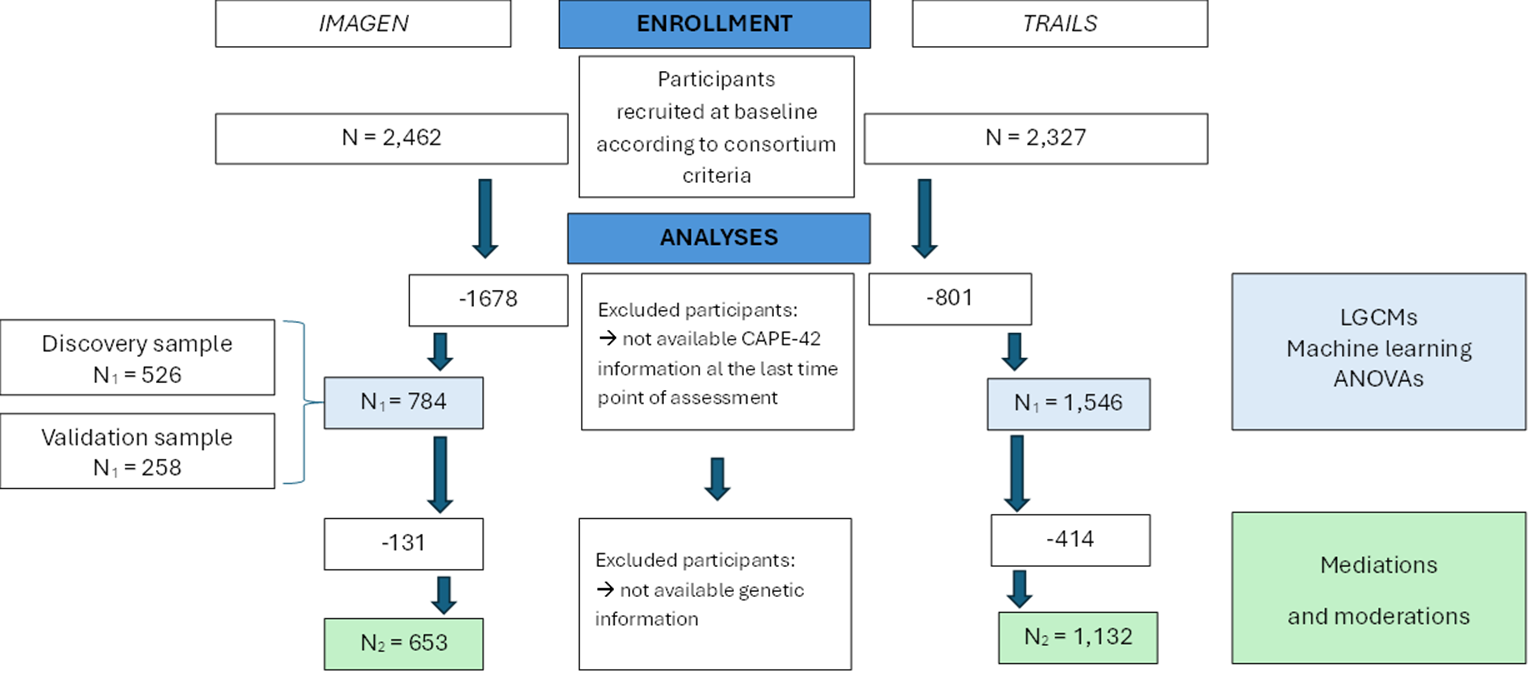 IMAGEN
ENROLLMENT
TRAILS
Participants
recruited at baseline
according to consortium
criteria
N = 2,462
N = 2,327
ANALYSES
-1678
Excluded participants:
→ not available CAPE-42
information al the last time
point of assessment
-801
LGCMs
Machine learning
ANOVAs
Discovery sample
N₁ = 526
Validation sample
N₁ = 258
N₁ = 784
N₁ = 1,546
-131
Excluded participants:
→ not available genetic
information
-414
Mediations
and moderations
N₂ = 653
N₂ = 1,132